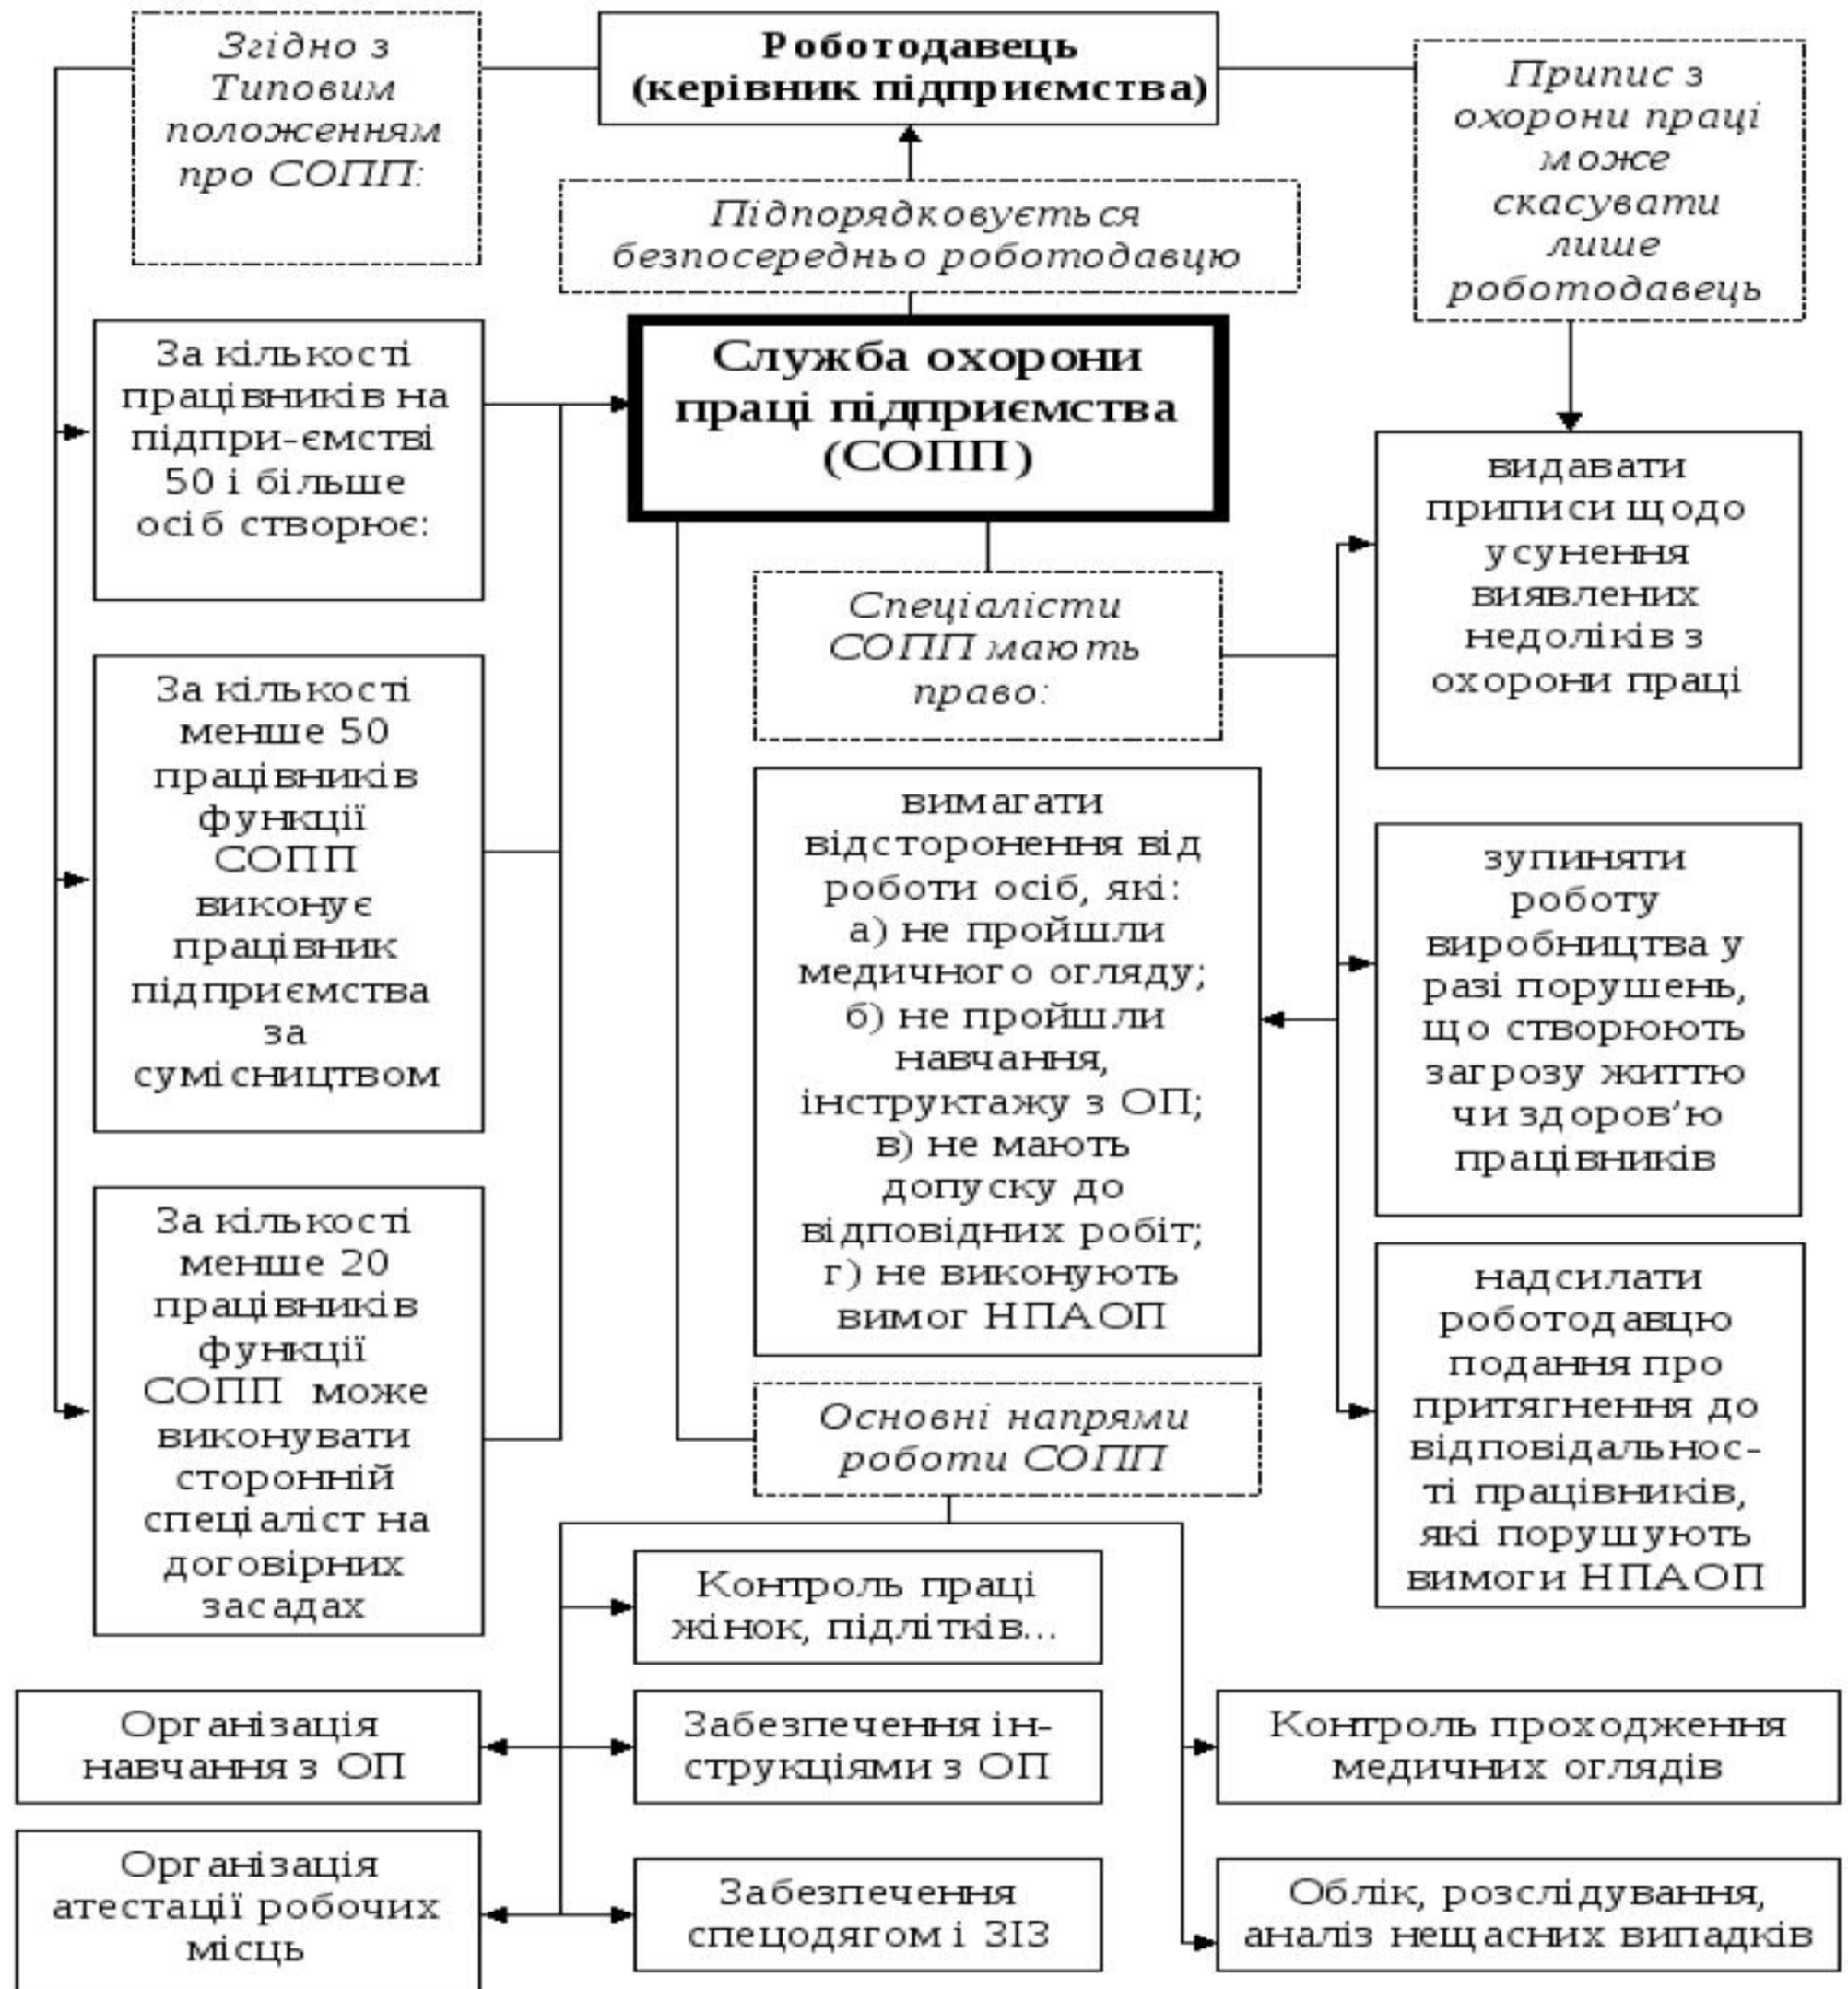 Згідно з
Типовим
положенням
про СОПП:
Роботодавець
(керівник підприємства)
Припис з
охорони праці
може
скасувати
лише
роботодавець
Підпорядковується
безпосередньо роботодавцю
Служба охорони
праці підприємства
(СОПП)
За кількості
працівників на
підпри-ємстві
50 і більше
осіб створює:
За кількості
менше 50
працівників
функції
СОПП
виконує
працівник
підприємства
за
сумісництвом
За кількості
менше 20
працівників
функції
СОПП може
виконувати
сторонній
спеціаліст на
договірних
засадах
Спеціалісти
СОПП мають
право:
видавати
приписи щодо
усунення
виявлених
недоліків з
охорони праці
вимагати
відсторонення від
роботи осіб, які:
а) не пройшли
медичного огляду;
б) не пройшли
навчання,
інструктажу з ОП;
в) не мають
допуску до
відповідних робіт;
г) не виконують
вимог НПАОП
зупиняти
роботу
виробництва у
разі порушень,
що створюють
загрозу життю
чи здоров’ю
працівників
надсилати
роботодавцю
подання про
притягнення до
відповідальнос-
ті працівників,
які порушують
вимоги НПАОП
Основні напрями
роботи СОПП
Контроль праці
жінок, підлітків...
Організація
навчання з ОП
Забезпечення ін-
струкціями з ОП
Контроль проходження
медичних оглядів
Організація
атестації робочих
місць
Забезпечення
спецодягом і ЗІЗ
Облік, розслідування,
аналіз нещасних випадків